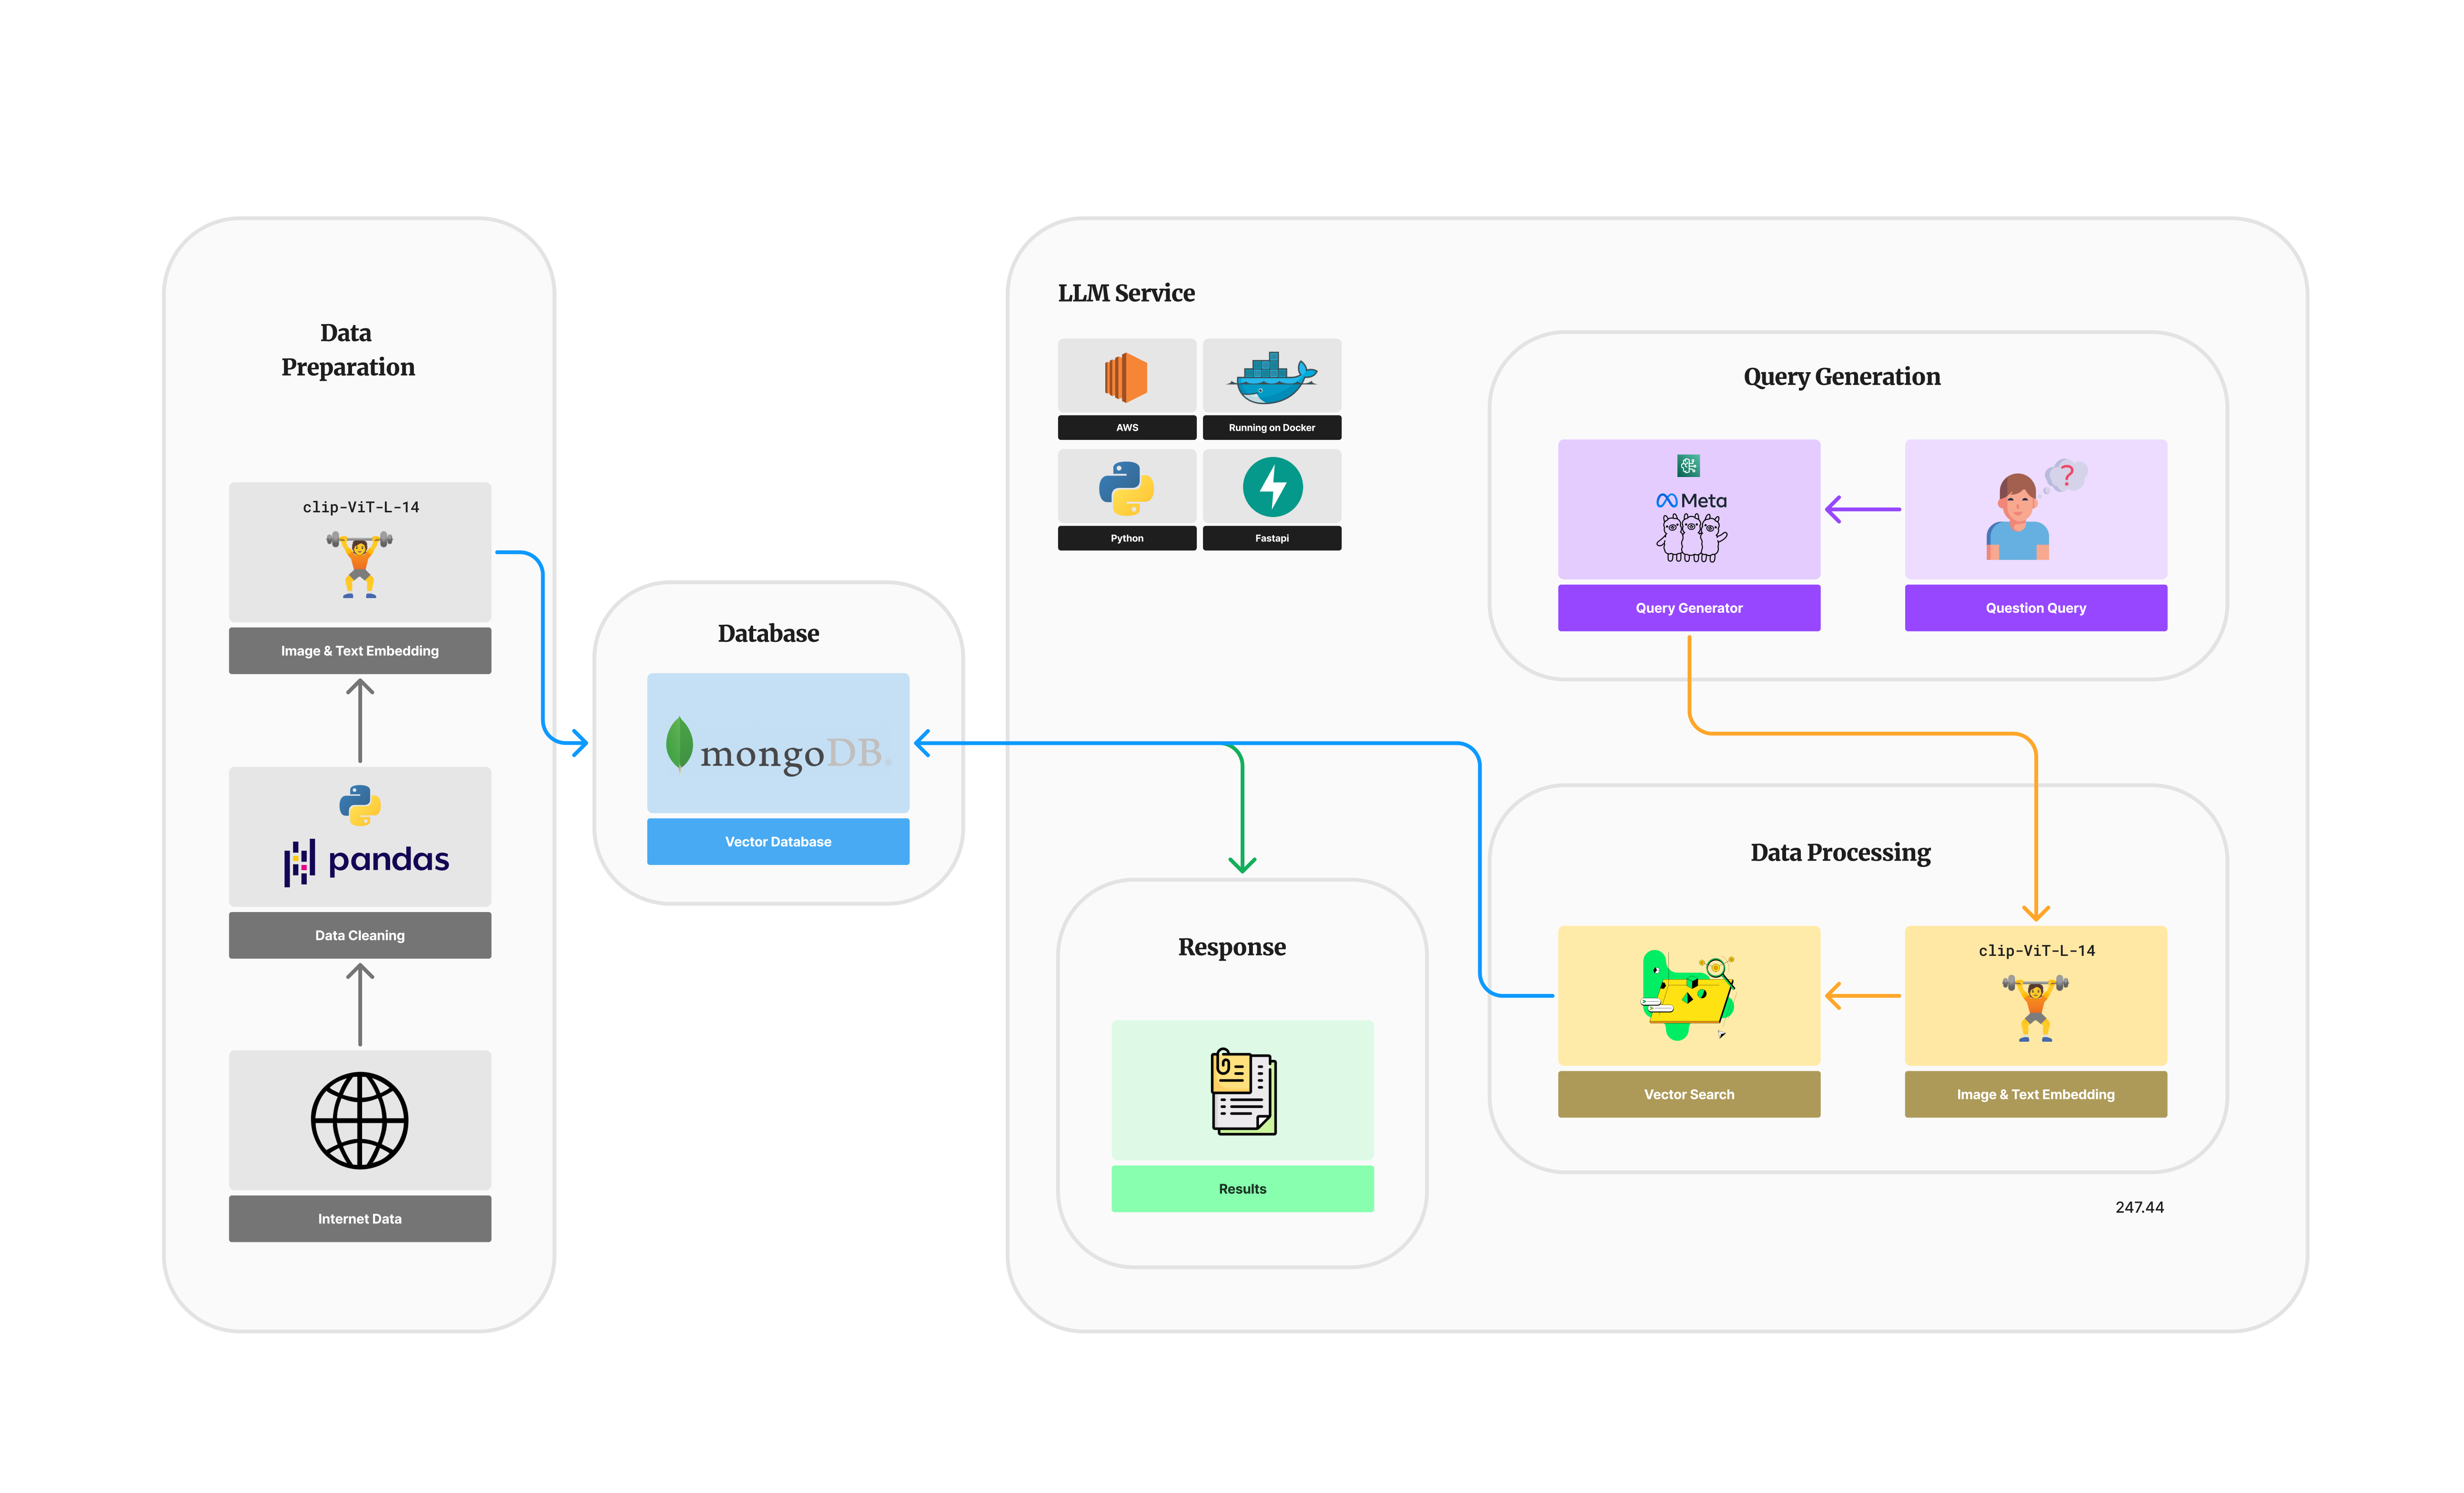 Data
Preparation
clip-ViT-L-14
Image & Text Embedding
pandas
Data Cleaning
Internet Data
Database
mongoDB®
Vector Database
LLM Service
AWS
Running on Docker
Python
Fastapi
Query Generation
Meta
Query Generator
Question Query
?
Response
Results
Data Processing
clip-ViT-L-14
Vector Search
Image & Text Embedding
247.44